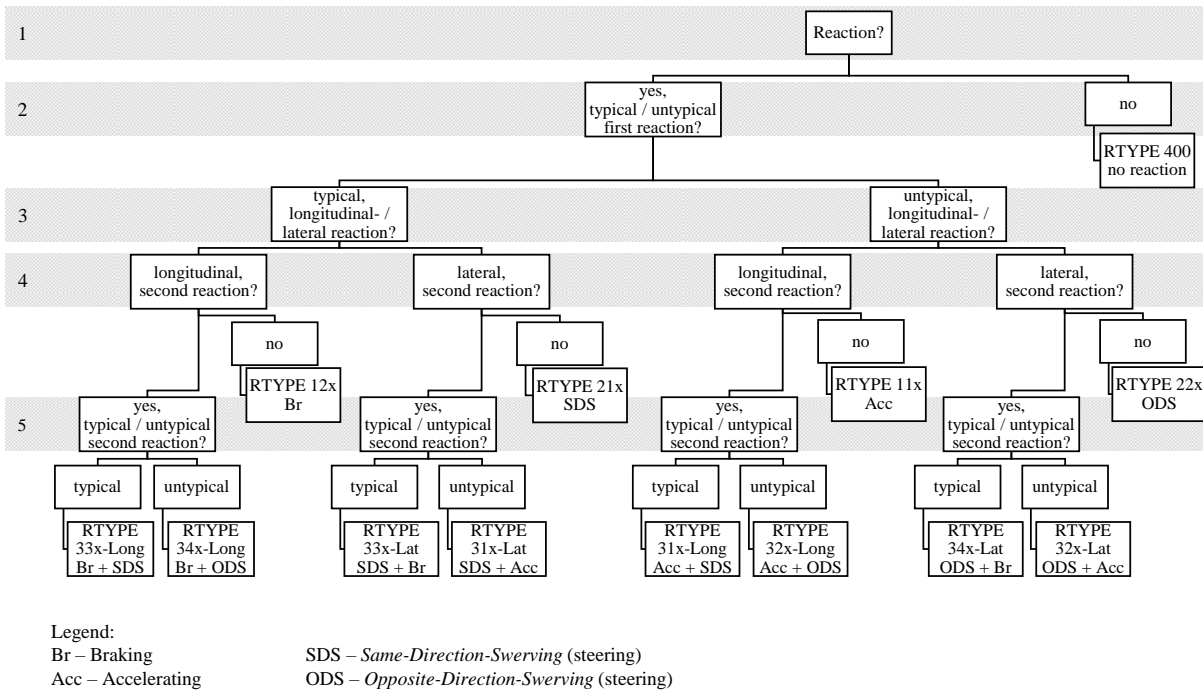 1
Reaction?
2
yes,
typical / untypical
first reaction?
no
RTYPE 400
no reaction
3
typical,
longitudinal- /
lateral reaction?
untypical,
longitudinal- /
lateral reaction?
4
longitudinal,
second reaction?
lateral,
second reaction?
longitudinal,
second reaction?
lateral,
second reaction?
no
RTYPE 12x
Br
no
RTYPE 21x
SDS
no
RTYPE 11x
Acc
no
RTYPE 22x
ODS
5
yes,
typical / untypical
second reaction?
yes,
typical / untypical
second reaction?
yes,
typical / untypical
second reaction?
yes,
typical / untypical
second reaction?
typical
untypical
typical
untypical
typical
untypical
typical
untypical
RTYPE
33x-Long
Br + SDS
RTYPE
34x-Long
Br + ODS
RTYPE
33x-Lat
SDS + Br
RTYPE
31x-Lat
SDS + Acc
RTYPE
31x-Long
Acc + SDS
RTYPE
32x-Long
Acc + ODS
RTYPE
34x-Lat
ODS + Br
RTYPE
32x-Lat
ODS + Acc
Legend:
Br – Braking
SDS – Same-Direction-Swerving (steering)
Acc – Accelerating
ODS – Opposite-Direction-Swerving (steering)